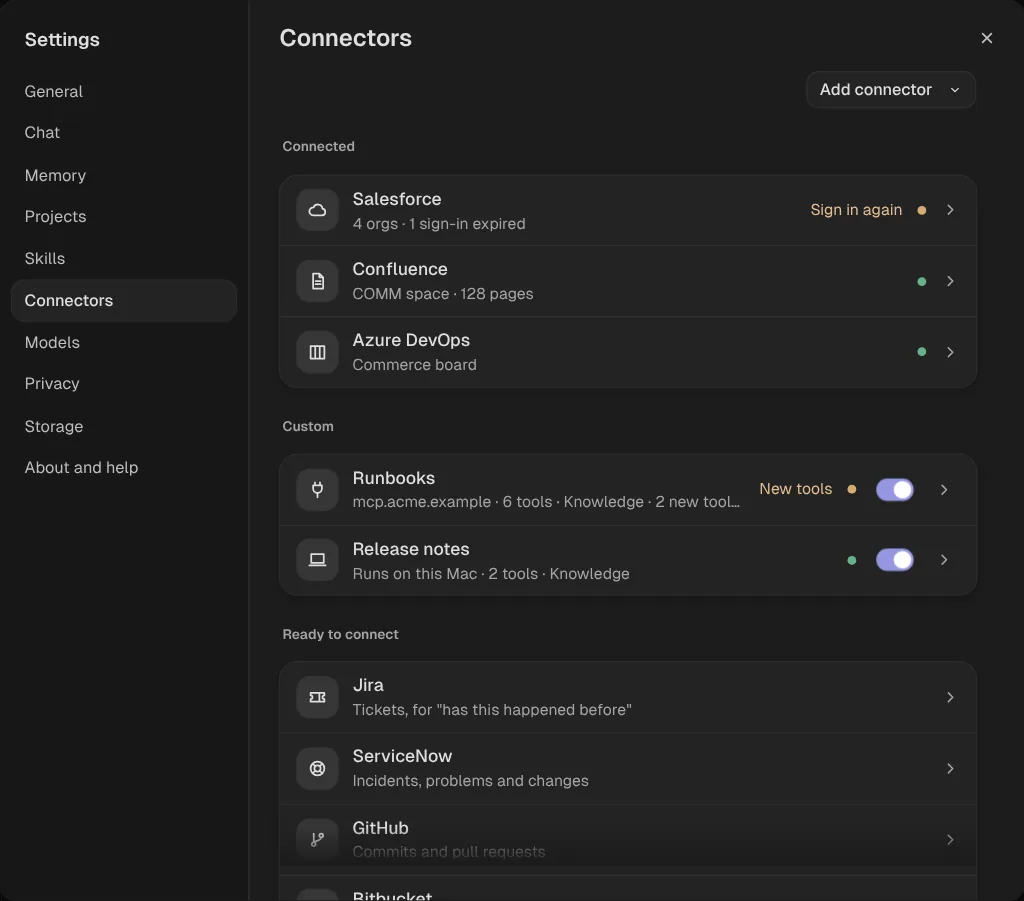 Settings
General
Chat
Memory
Projects
Skills
Connectors
Models
Privacy
Storage
About and help
Connectors
Add connector
Connected
Salesforce
4 orgs · 1 sign-in expired
Sign in again
Confluence
COMM space · 128 pages
Azure DevOps
Commerce board
Custom
Runbooks
mcp.acme.example · 6 tools · Knowledge · 2 new tool…
New tools
Release notes
Runs on this Mac · 2 tools · Knowledge
Ready to connect
Jira
Tickets, for "has this happened before"
ServiceNow
Incidents, problems and changes
GitHub
Commits and pull requests
Bitbucket